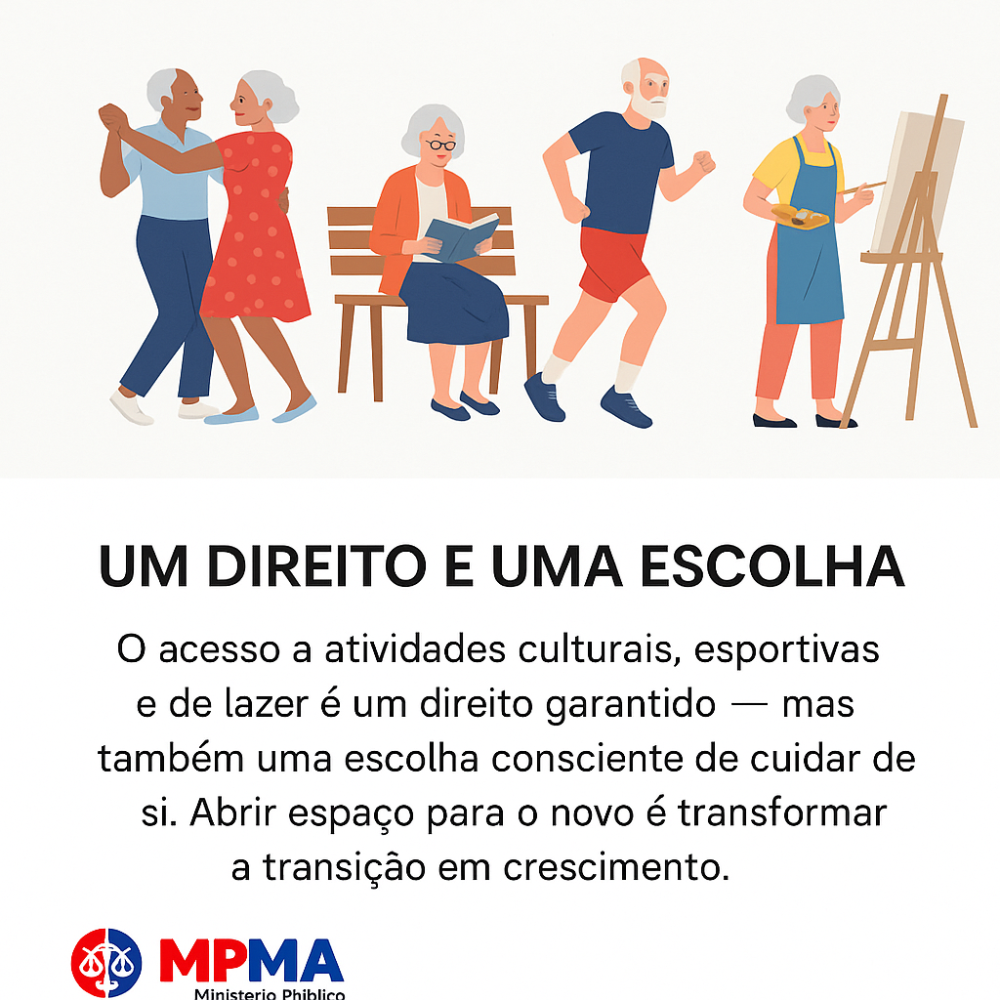 UM DIREITO E UMA ESCOLHA
O acesso a atividades culturais, esportivas
e de lazer é um direito garantido — mas
também uma escolha consciente de cuidar de
si. Abrir espaço para o novo é transformar
a transição em crescimento.
MPMA
Ministerio Phiblico